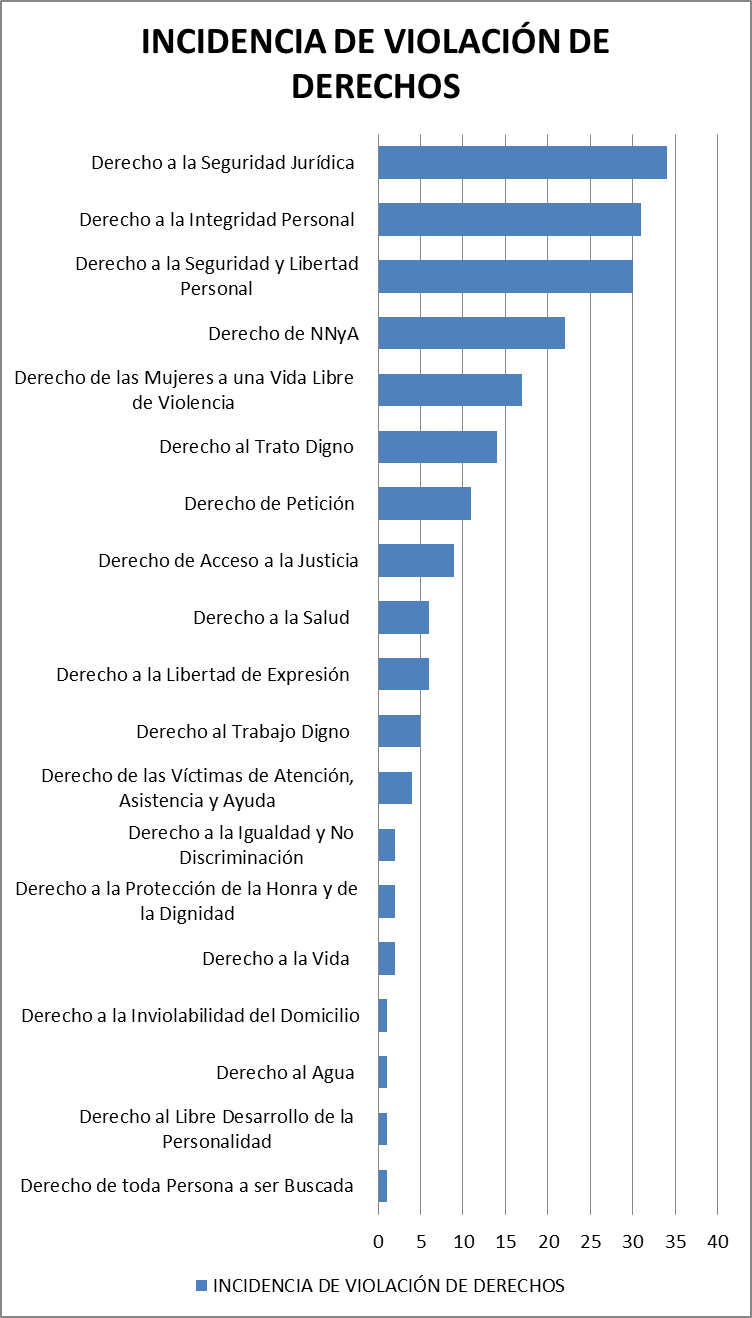 INCIDENCIA DE VIOLACIÓN DE
DERECHOS
Derecho a la Seguridad Jurídica
Derecho a la Integridad Personal
Derecho a la Seguridad y Libertad
Personal
Derecho de NNyA
Derecho de las Mujeres a una Vida Libre
de Violencia
Derecho al Trato Digno
Derecho de Petición
Derecho de Acceso a la Justicia
Derecho a la Salud
Derecho a la Libertad de Expresión
Derecho al Trabajo Digno
Derecho de las Víctimas de Atención,
Asistencia y Ayuda
Derecho a la Igualdad y No
Discriminación
Derecho a la Protección de la Honra y de
la Dignidad
Derecho a la Vida
Derecho a la Inviolabilidad del Domicilio
Derecho al Agua
Derecho al Libre Desarrollo de la
Personalidad
Derecho de toda Persona a ser Buscada
0 5 10 15 20 25 30 35 40
INCIDENCIA DE VIOLACIÓN DE DERECHOS